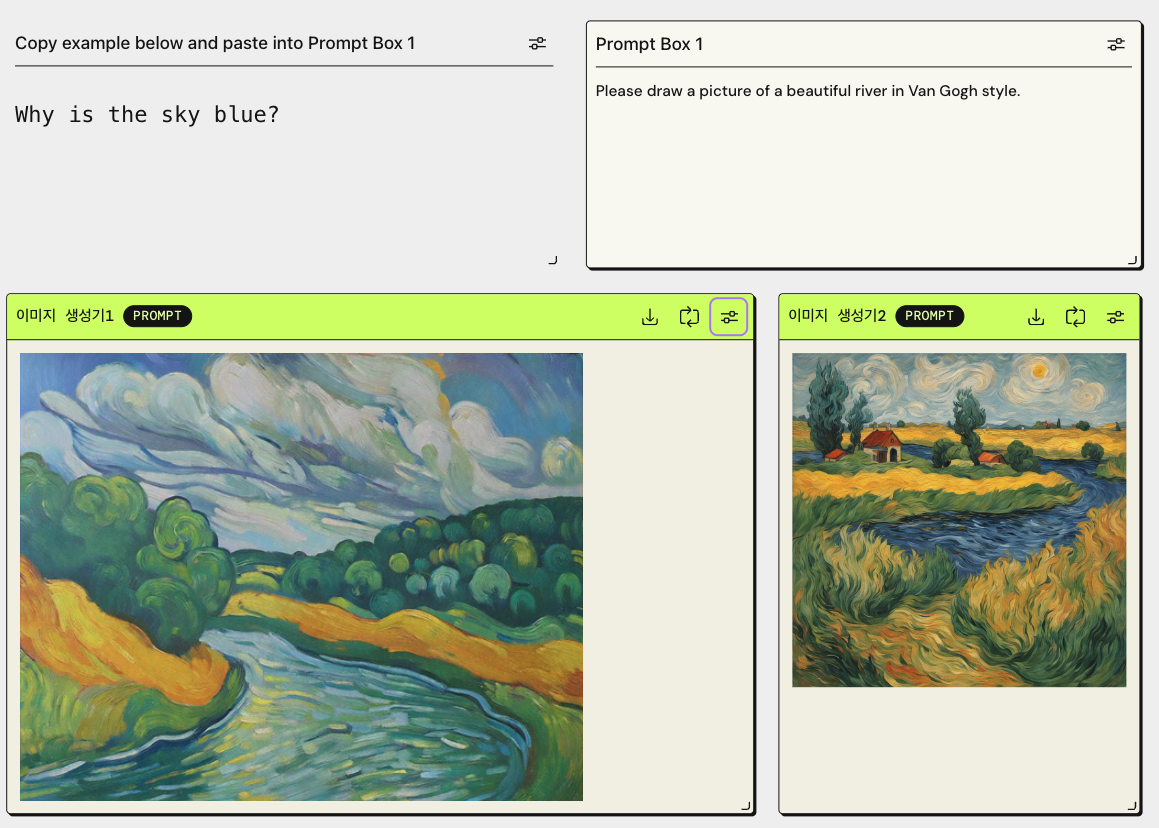 Copy example below and paste into Prompt Box 1
Why is the sky blue?
Prompt Box 1
Please draw a picture of a beautiful river in Van Gogh style.
이미지 생성기1 PROMPT
이미지 생성기2 PROMPT